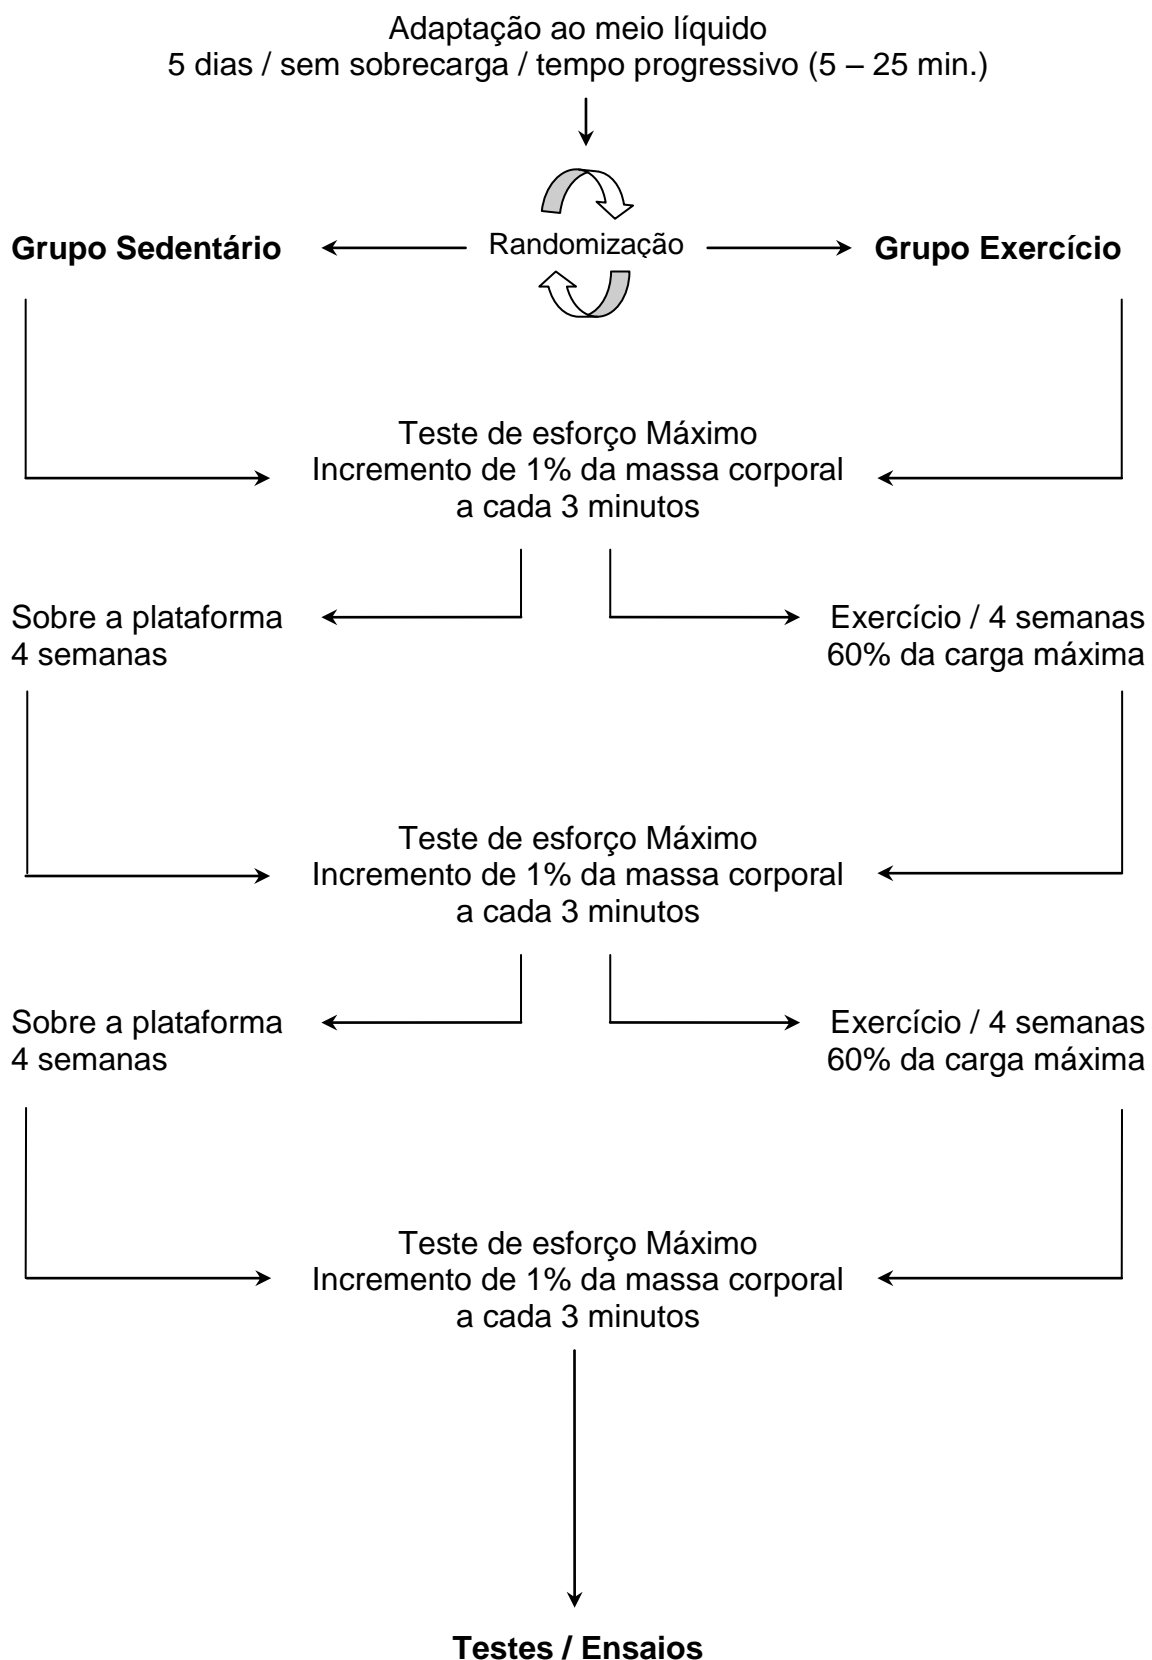 Adaptação ao meio líquido
5 dias / sem sobrecarga / tempo progressivo (5 – 25 min.)
Grupo Sedentário
Randomização
Grupo Exercício
Teste de esforço Máximo
Incremento de 1% da massa corporal
a cada 3 minutos
Sobre a plataforma
4 semanas
Exercício / 4 semanas
60% da carga máxima
Teste de esforço Máximo
Incremento de 1% da massa corporal
a cada 3 minutos
Sobre a plataforma
4 semanas
Exercício / 4 semanas
60% da carga máxima
Teste de esforço Máximo
Incremento de 1% da massa corporal
a cada 3 minutos
Testes / Ensaios